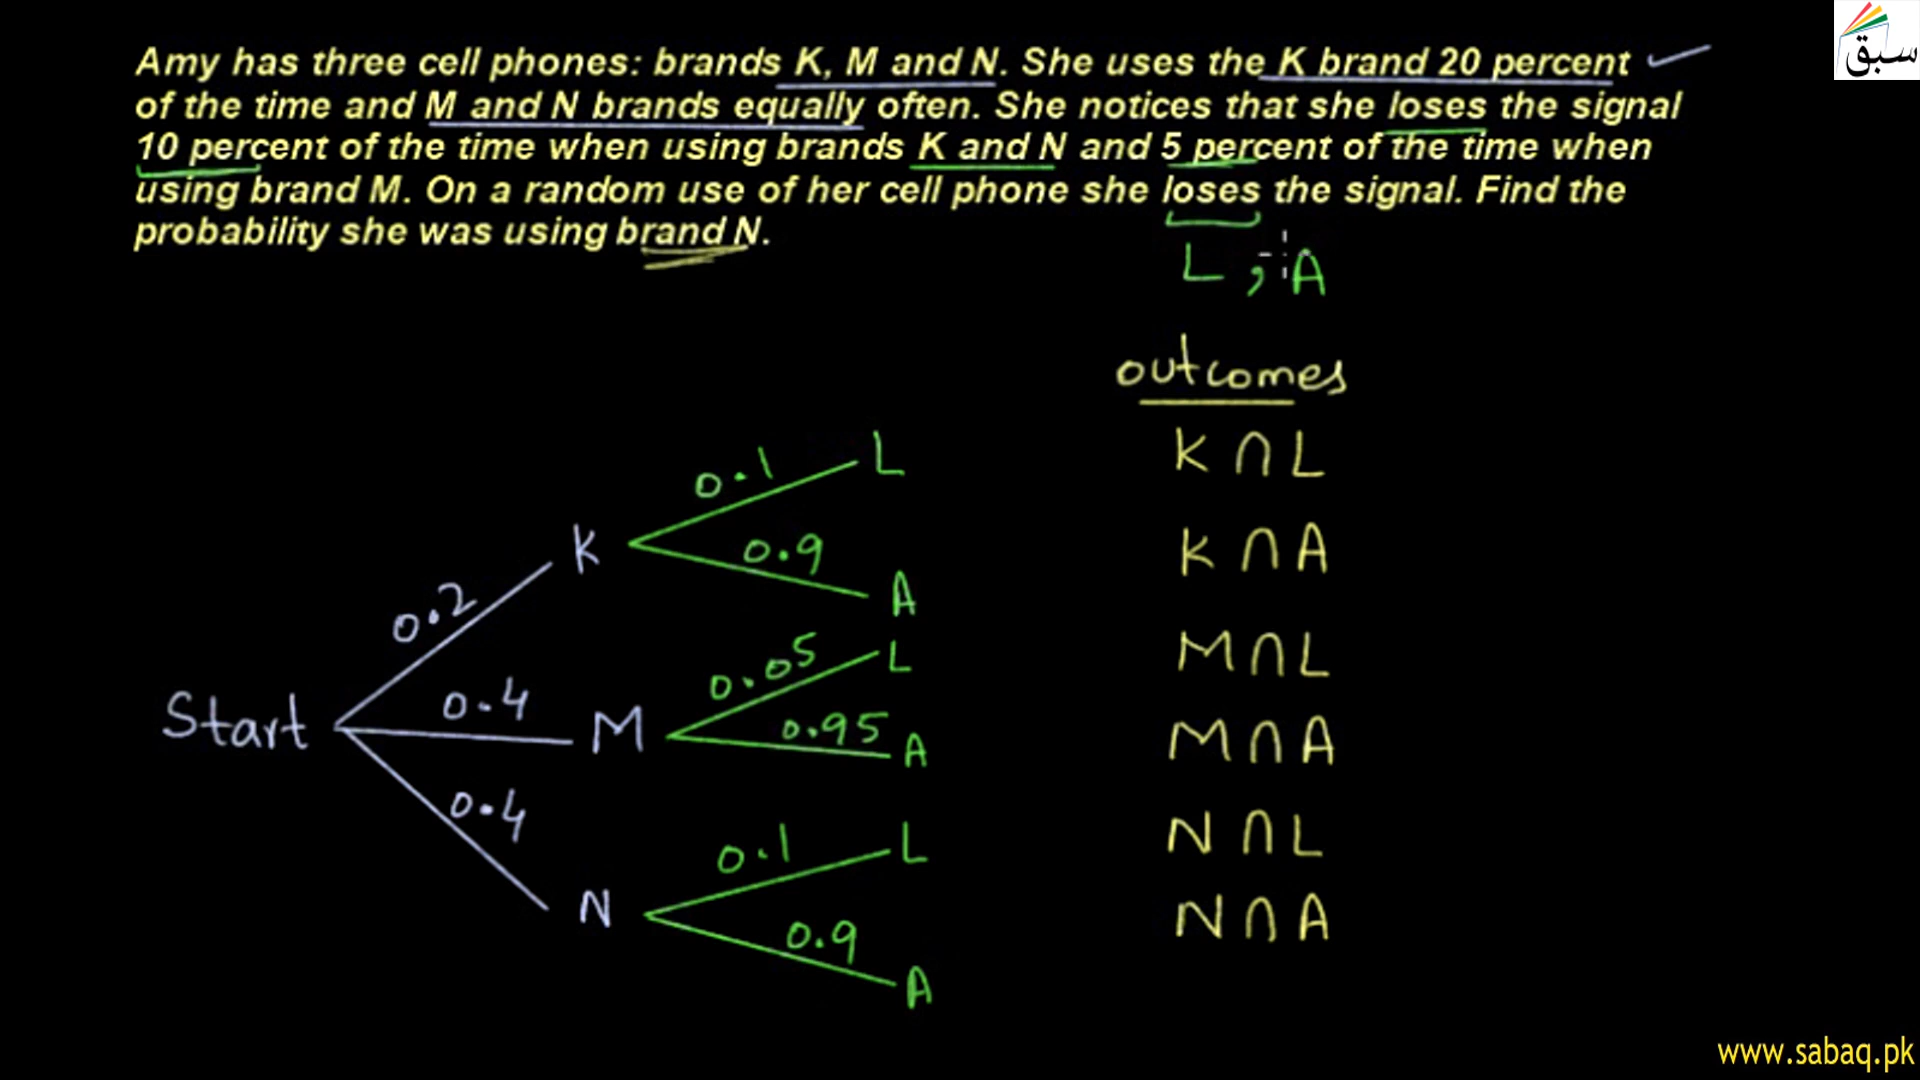 سبق
Amy has three cell phones: brands K, M and N. She uses the K brand 20 percent
of the time and M and N brands equally often. She notices that she loses the signal
10 percent of the time when using brands K and N and 5 percent of the time when
using brand M. On a random use of her cell phone she loses the signal. Find the
probability she was using brand N.
L , A
outcomes
0.1 L K ∩ L
K 0.9 K ∩ A
0.2 A
0.05 L M ∩ L
Start 0.4 M 0.95 A M ∩ A
0.4
0.1 L N ∩ L
N 0.9 N ∩ A
A
www.sabaq.pk